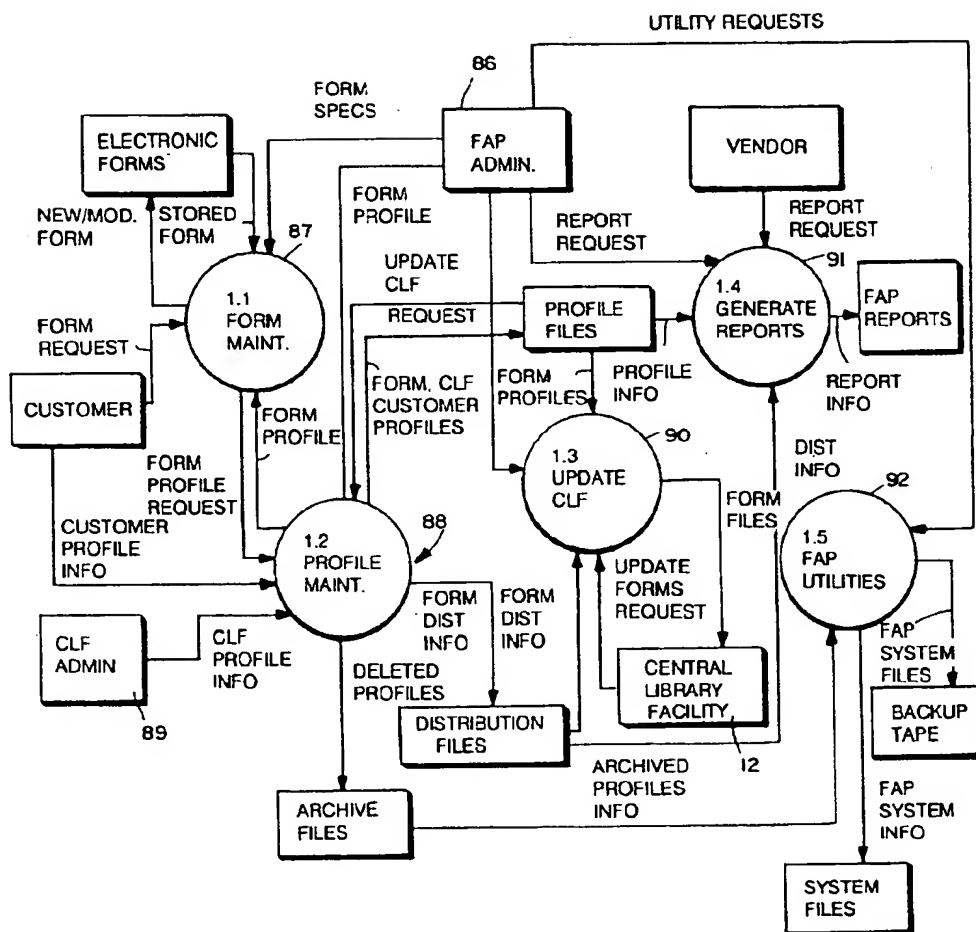 UTILITY REQUESTS
86
FORM
SPECS
ELECTRONIC
FORMS
FAP
ADMIN.
VENDOR
NEW/MOD.
FORM
STORED
FORM
FORM
PROFILE
REPORT
REQUEST
REPORT
REQUEST
87
91
UPDATE
CLF
REQUEST
1.1
FORM
MAINT.
PROFILE
FILES
1.4
GENERATE
REPORTS
FAP
REPORTS
FORM
REQUEST
CUSTOMER
FORM
PROFILE
FORM, CLF
CUSTOMER
PROFILES
FORM
PROFILES
PROFILE
INFO
REPORT
INFO
90
FORM
PROFILE
REQUEST
1.3
UPDATE
CLF
FORM
FILES
DIST
INFO
92
CUSTOMER
PROFILE
INFO
1.2
PROFILE
MAINT.
88
1.5
FAP
UTILITIES
UPDATE
FORMS
REQUEST
FORM
DIST
INFO
FORM
DIST
INFO
CLF
ADMIN
89
CLF
PROFILE
INFO
DELETED
PROFILES
CENTRAL
LIBRARY
FACILITY
12
FAP
SYSTEM
FILES
BACKUP
TAPE
DISTRIBUTION
FILES
ARCHIVED
PROFILES
INFO
ARCHIVE
FILES
FAP
SYSTEM
INFO
SYSTEM
FILES